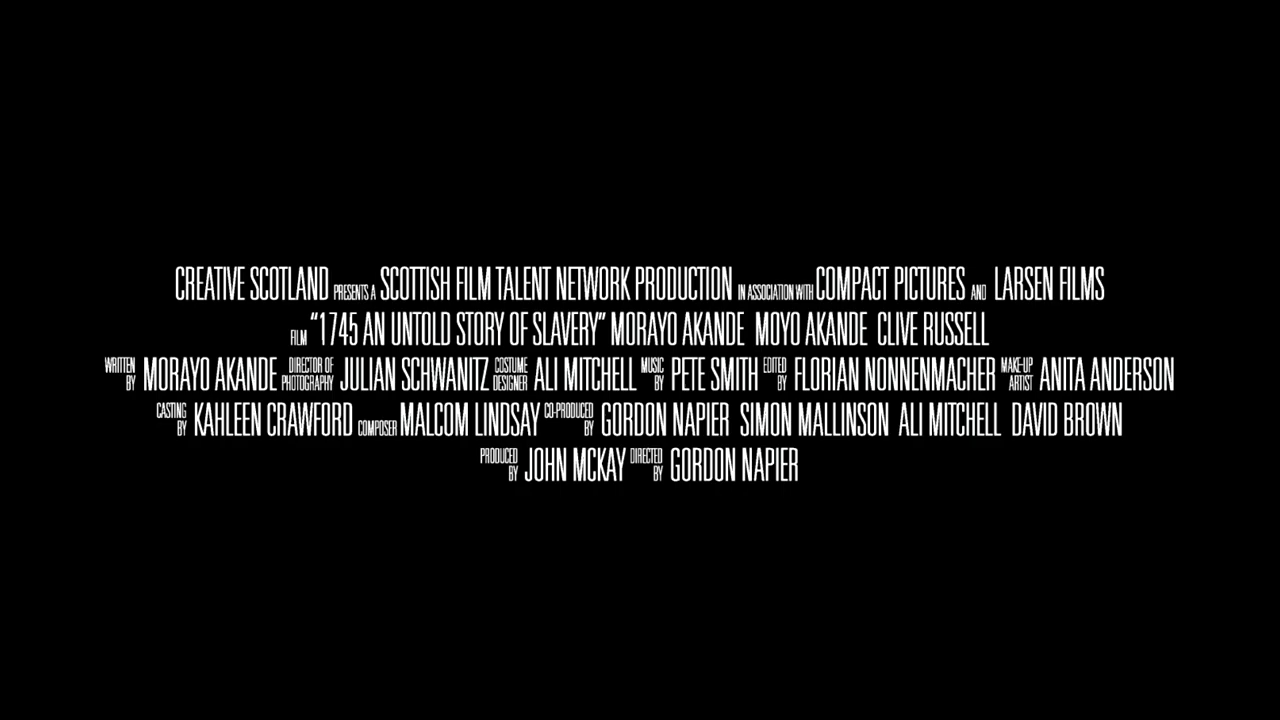 CREATIVE SCOTLAND PRESENTS A SCOTTISH FILM TALENT NETWORK PRODUCTION IN ASSOCIATION WITH COMPACT PICTURES AND LARSEN FILMS
FILM "1745 AN UNTOLD STORY OF SLAVERY" MORAYO AKANDE MOYO AKANDE CLIVE RUSSELL
WRITTEN BY MORAYO AKANDE DIRECTOR OF PHOTOGRAPHY JULIAN SCHWANITZ COSTUME DESIGNER ALI MITCHELL MUSIC BY PETE SMITH EDITED BY FLORIAN NONNENMACHER MAKE-UP ARTIST ANITA ANDERSON
CASTING BY KAHLEEN CRAWFORD COMPOSER MALCOM LINDSAY CO-PRODUCED BY GORDON NAPIER SIMON MALLINSON ALI MITCHELL DAVID BROWN
PRODUCED BY JOHN MCKAY DIRECTED BY GORDON NAPIER